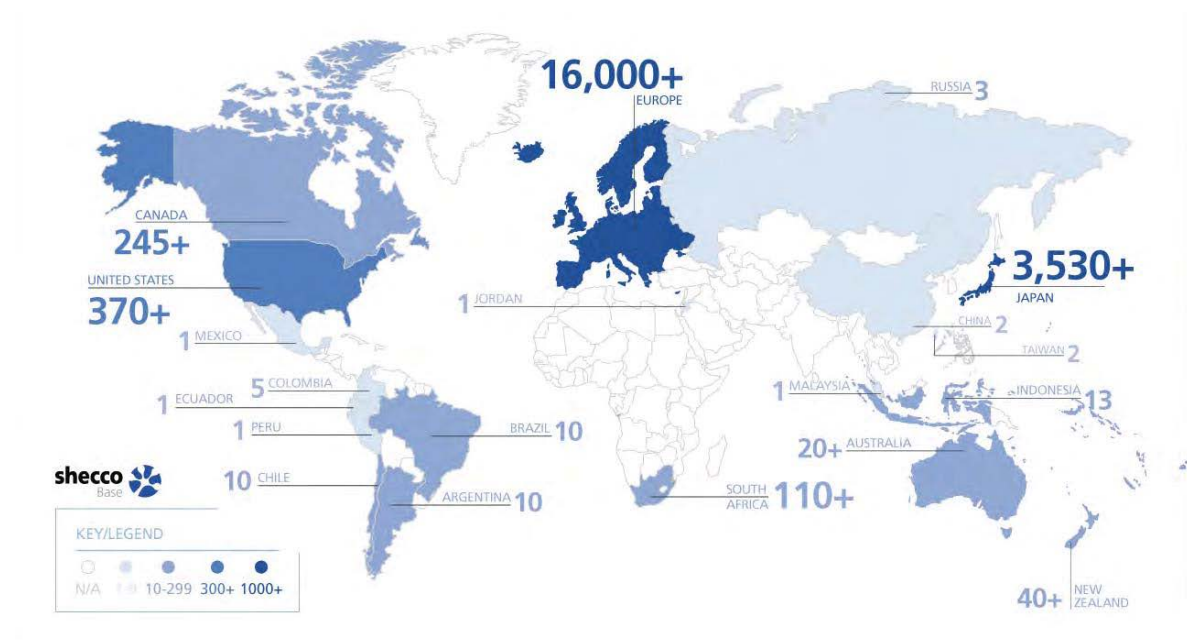 16,000+
EUROPE
RUSSIA 3
CANADA
245+
UNITED STATES
370+
3,530+
JAPAN
1 JORDAN
1 MEXICO
CHINA 2
TAIWAN 2
5 COLOMBIA
1 ECUADOR
1 MALAYSIA
INDONESIA 13
1 PERU
BRAZIL 10
20+ AUSTRALIA
10 CHILE
ARGENTINA 10
SOUTH
AFRICA 110+
shecco
Base
KEY/LEGEND
N/A 1-9 10-299 300+ 1000+
40+ NEW
ZEALAND